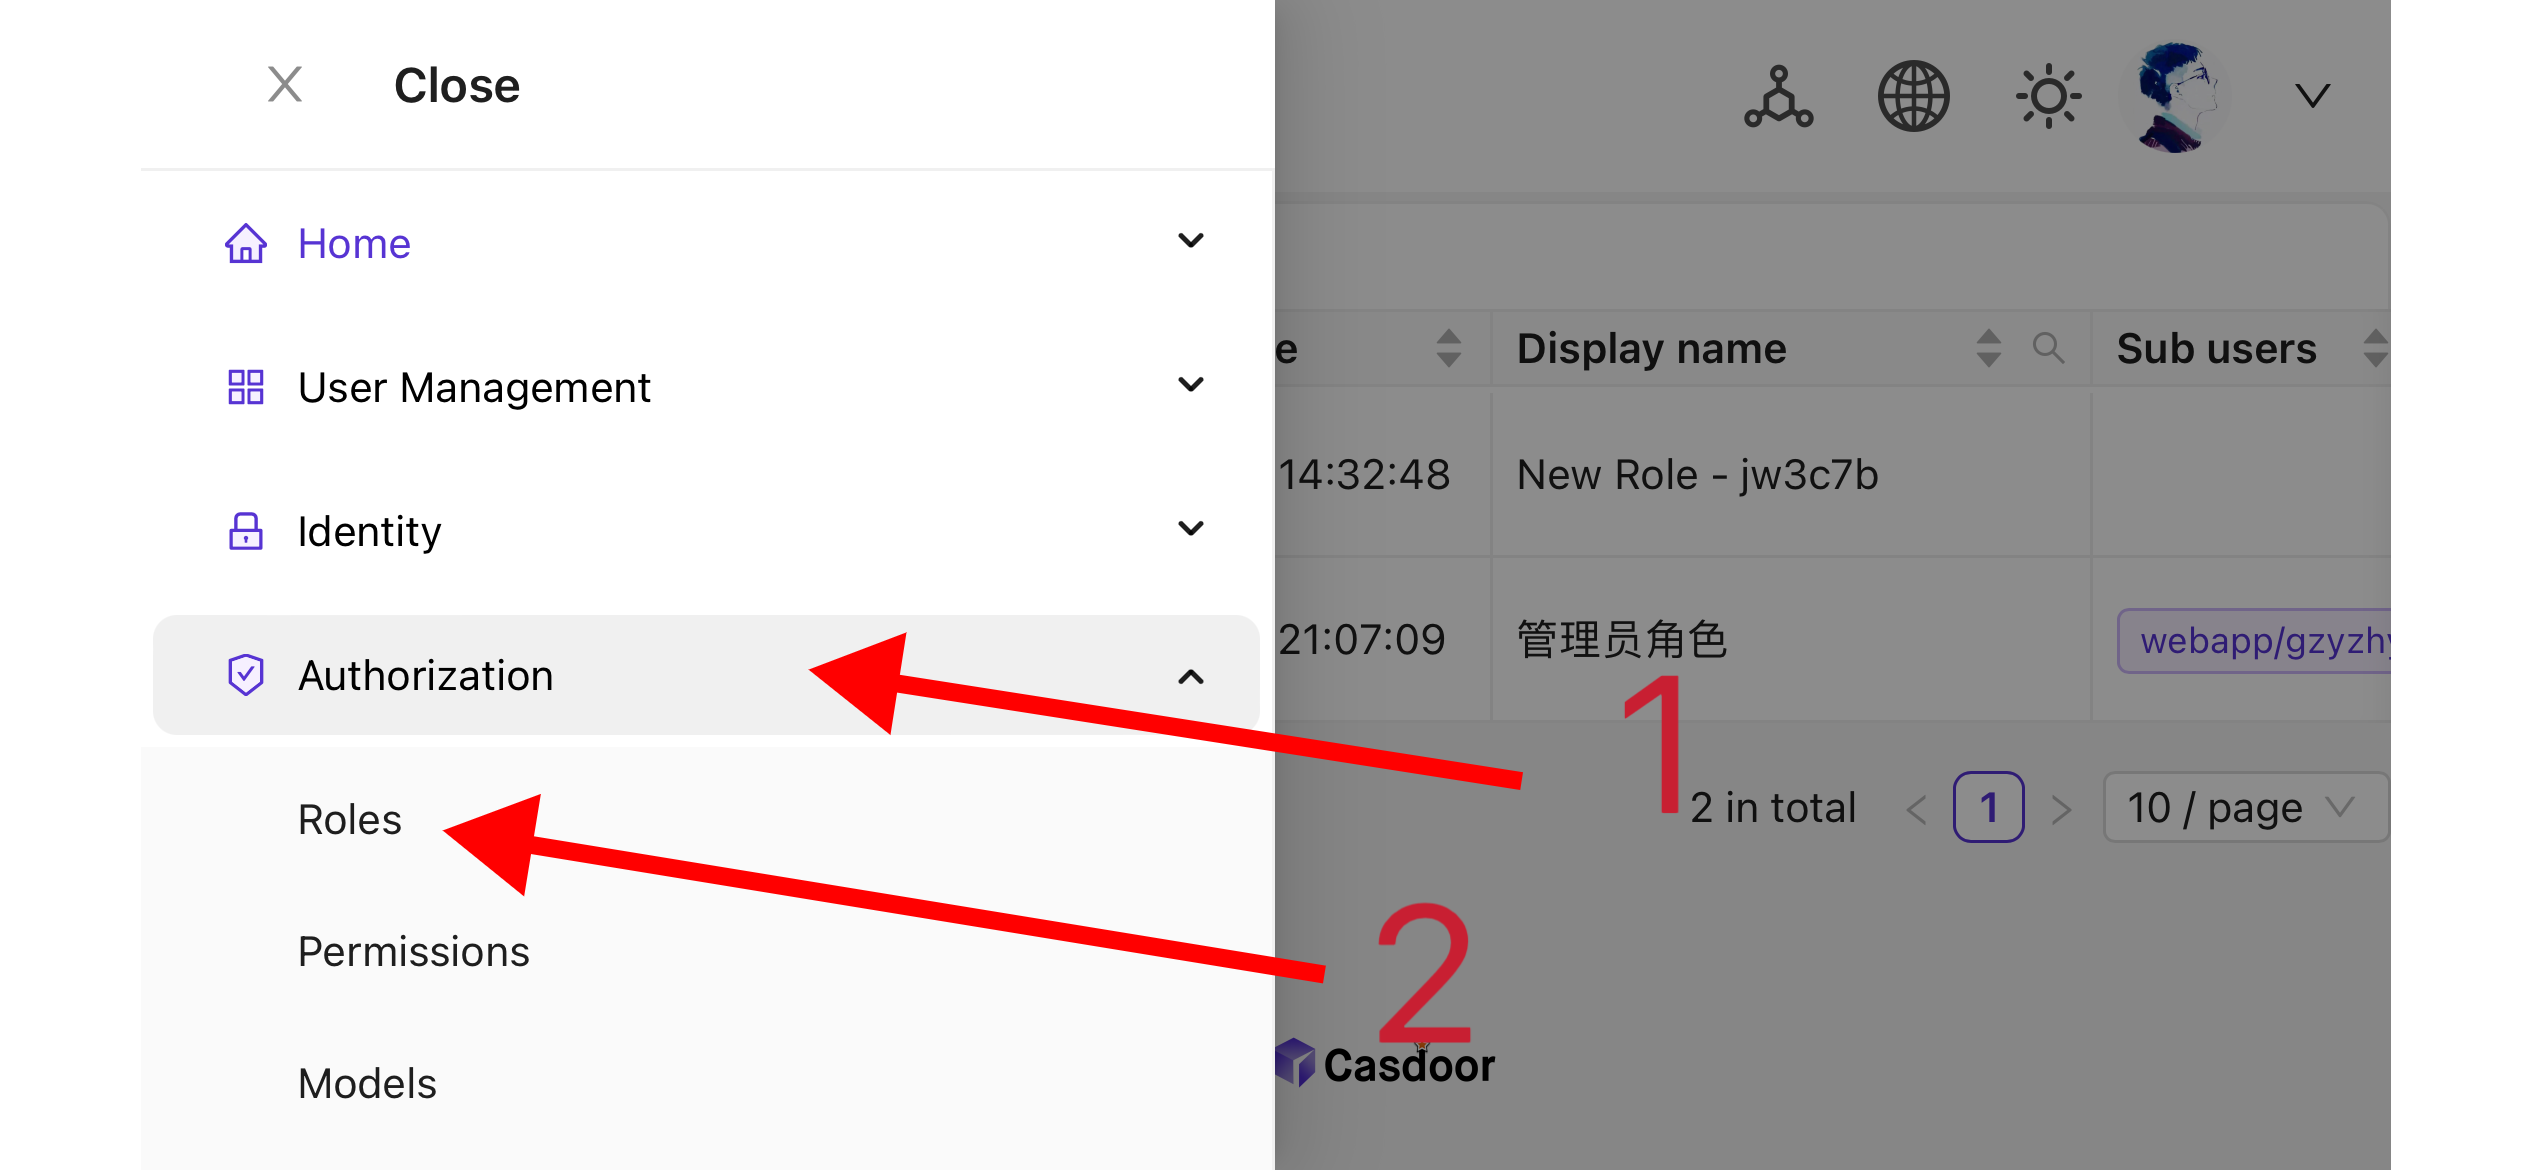 Close
Home
User Management
Identity
Authorization
Roles
Permissions
Models
e
Display name
Sub users
14:32:48
New Role - jw3c7b
21:07:09
管理员角色
webapp/gzyzh
1
2 in total
1
10 / page
2
Casdoor